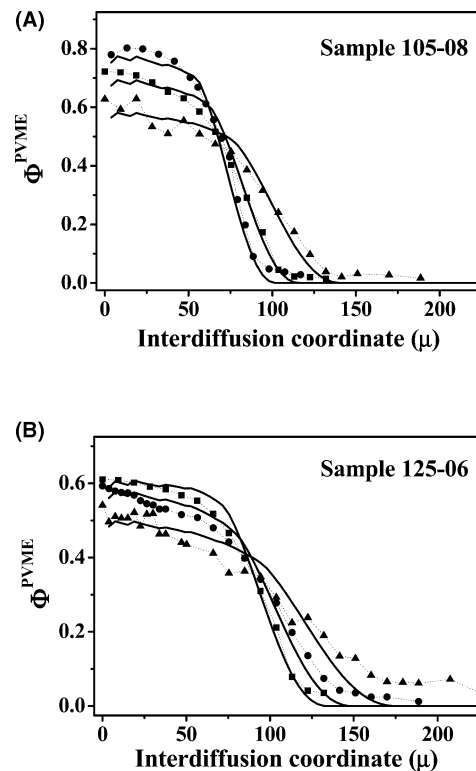 (A)
Sample 105-08
0.8
0.6
0.4
0.2
0.0
Φ^PVME
0 50 100 150 200
Interdiffusion coordinate (μ)
(B)
Sample 125-06
0.6
0.4
0.2
0.0
Φ^PVME
0 50 100 150 200
Interdiffusion coordinate (μ)